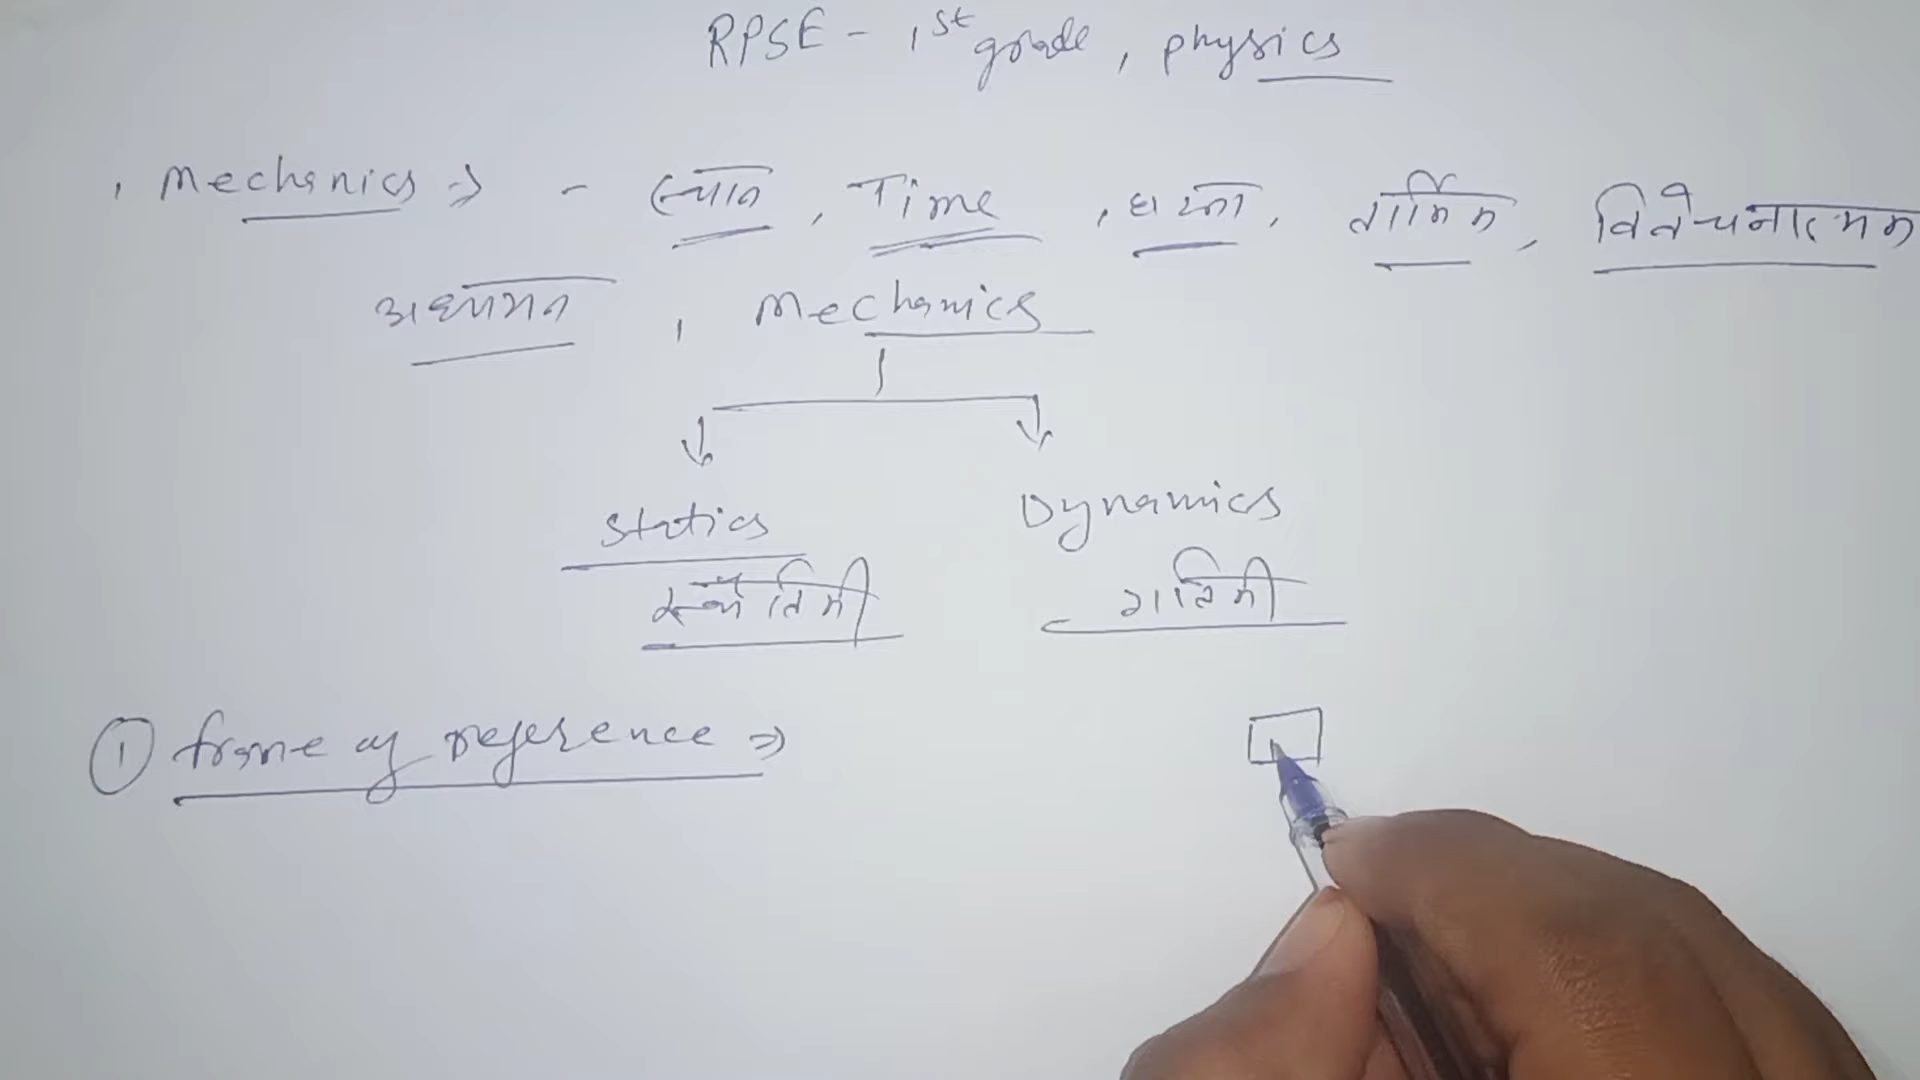 RPSE - 1st grade, physics
, Mechanics ⇒ - स्थान, Time, घटना, तार्किक, विवेचनात्मक
अध्ययन, Mechanics
Statics Dynamics
स्थैतिकी गतिकी
① frame of reference ⇒